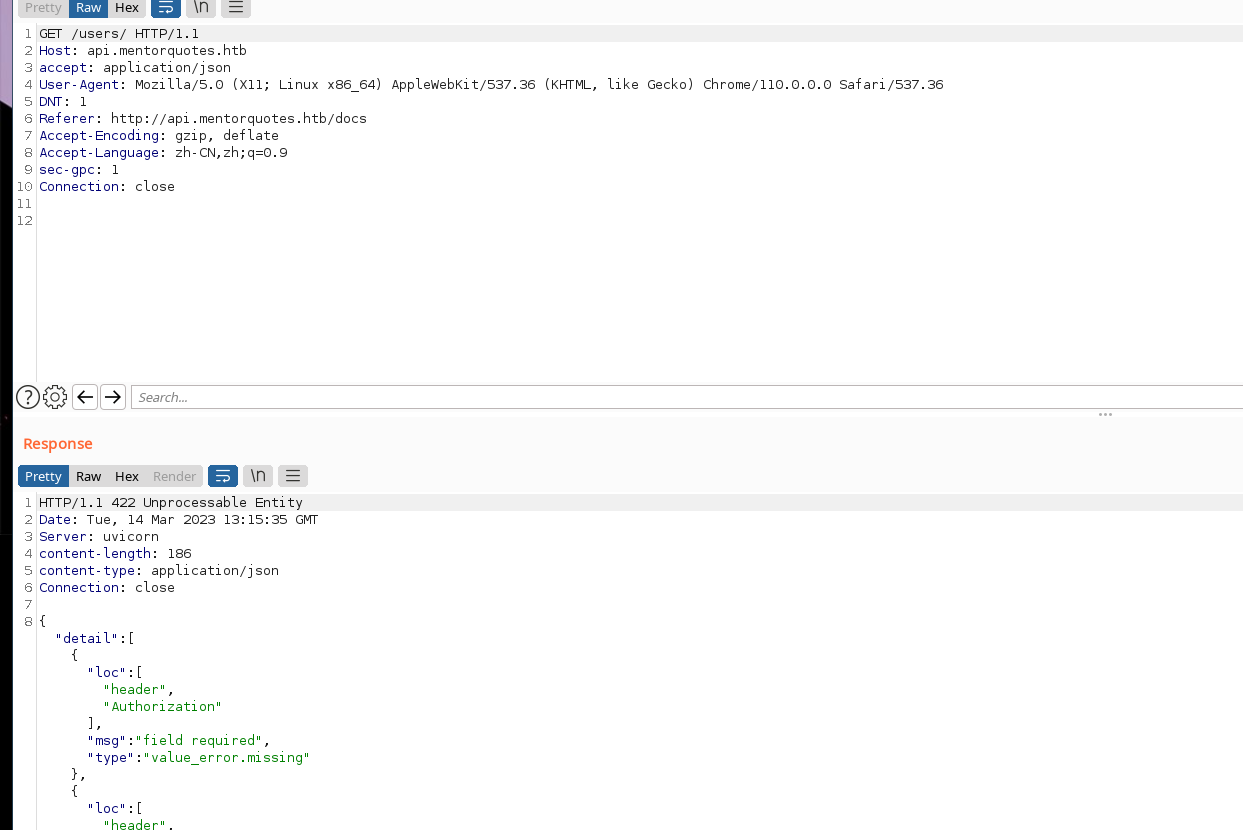 Pretty Raw Hex \n
1 GET /users/ HTTP/1.1
2 Host: api.mentorquotes.htb
3 accept: application/json
4 User-Agent: Mozilla/5.0 (X11; Linux x86_64) AppleWebKit/537.36 (KHTML, like Gecko) Chrome/110.0.0.0 Safari/537.36
5 DNT: 1
6 Referer: http://api.mentorquotes.htb/docs
7 Accept-Encoding: gzip, deflate
8 Accept-Language: zh-CN,zh;q=0.9
9 sec-gpc: 1
10 Connection: close
11
12
? Search...
Response
Pretty Raw Hex Render \n
1 HTTP/1.1 422 Unprocessable Entity
2 Date: Tue, 14 Mar 2023 13:15:35 GMT
3 Server: uvicorn
4 content-length: 186
5 content-type: application/json
6 Connection: close
7
8 {
"detail":[
{
"loc":[
"header",
"Authorization"
],
"msg":"field required",
"type":"value_error.missing"
},
{
"loc":[
"header",